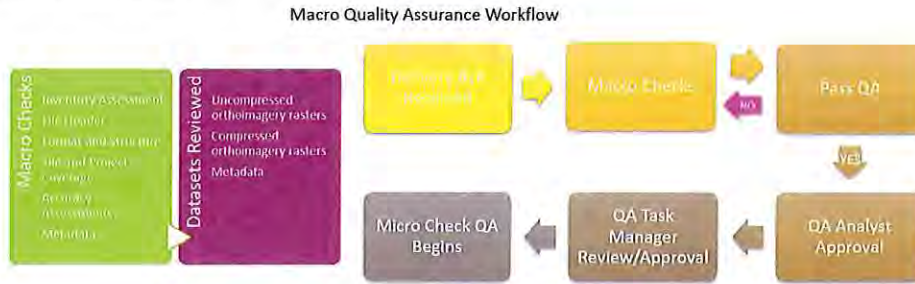 Macro Quality Assurance Workflow
Macro Checks
Inventory Assessment
File Header
Format and Structure
Tile and Project
Coverage
Accuracy
Assessments
Metadata
Datasets Reviewed
Uncompressed
orthoimagery rasters
Compressed
orthoimagery rasters
Metadata
Macro Checks
NO
Pass QA
YES
QA Analyst
Approval
QA Task
Manager
Review/Approval
Micro Check QA
Begins